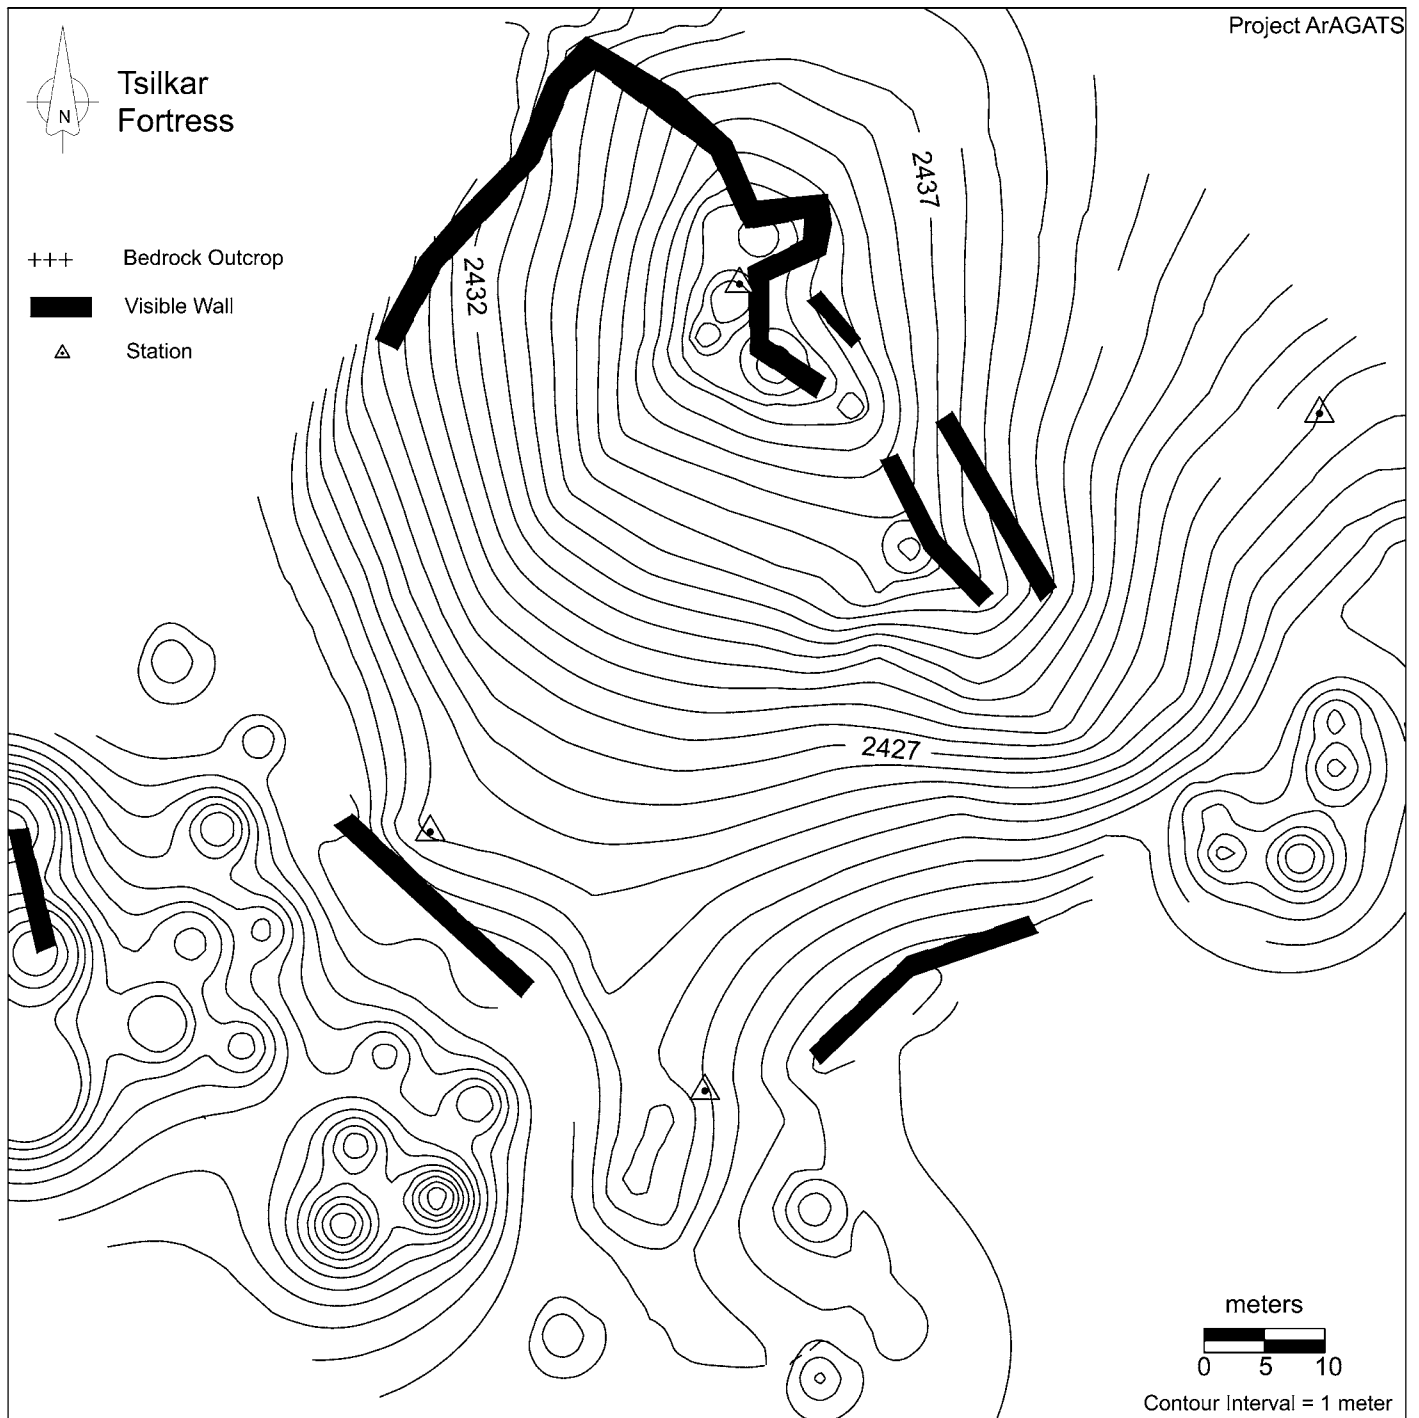 Project ArAGATS
N
Tsilkar
Fortress
+++ Bedrock Outcrop
Visible Wall
Station
2437
2432
2427
meters
0 5 10
Contour Interval = 1 meter